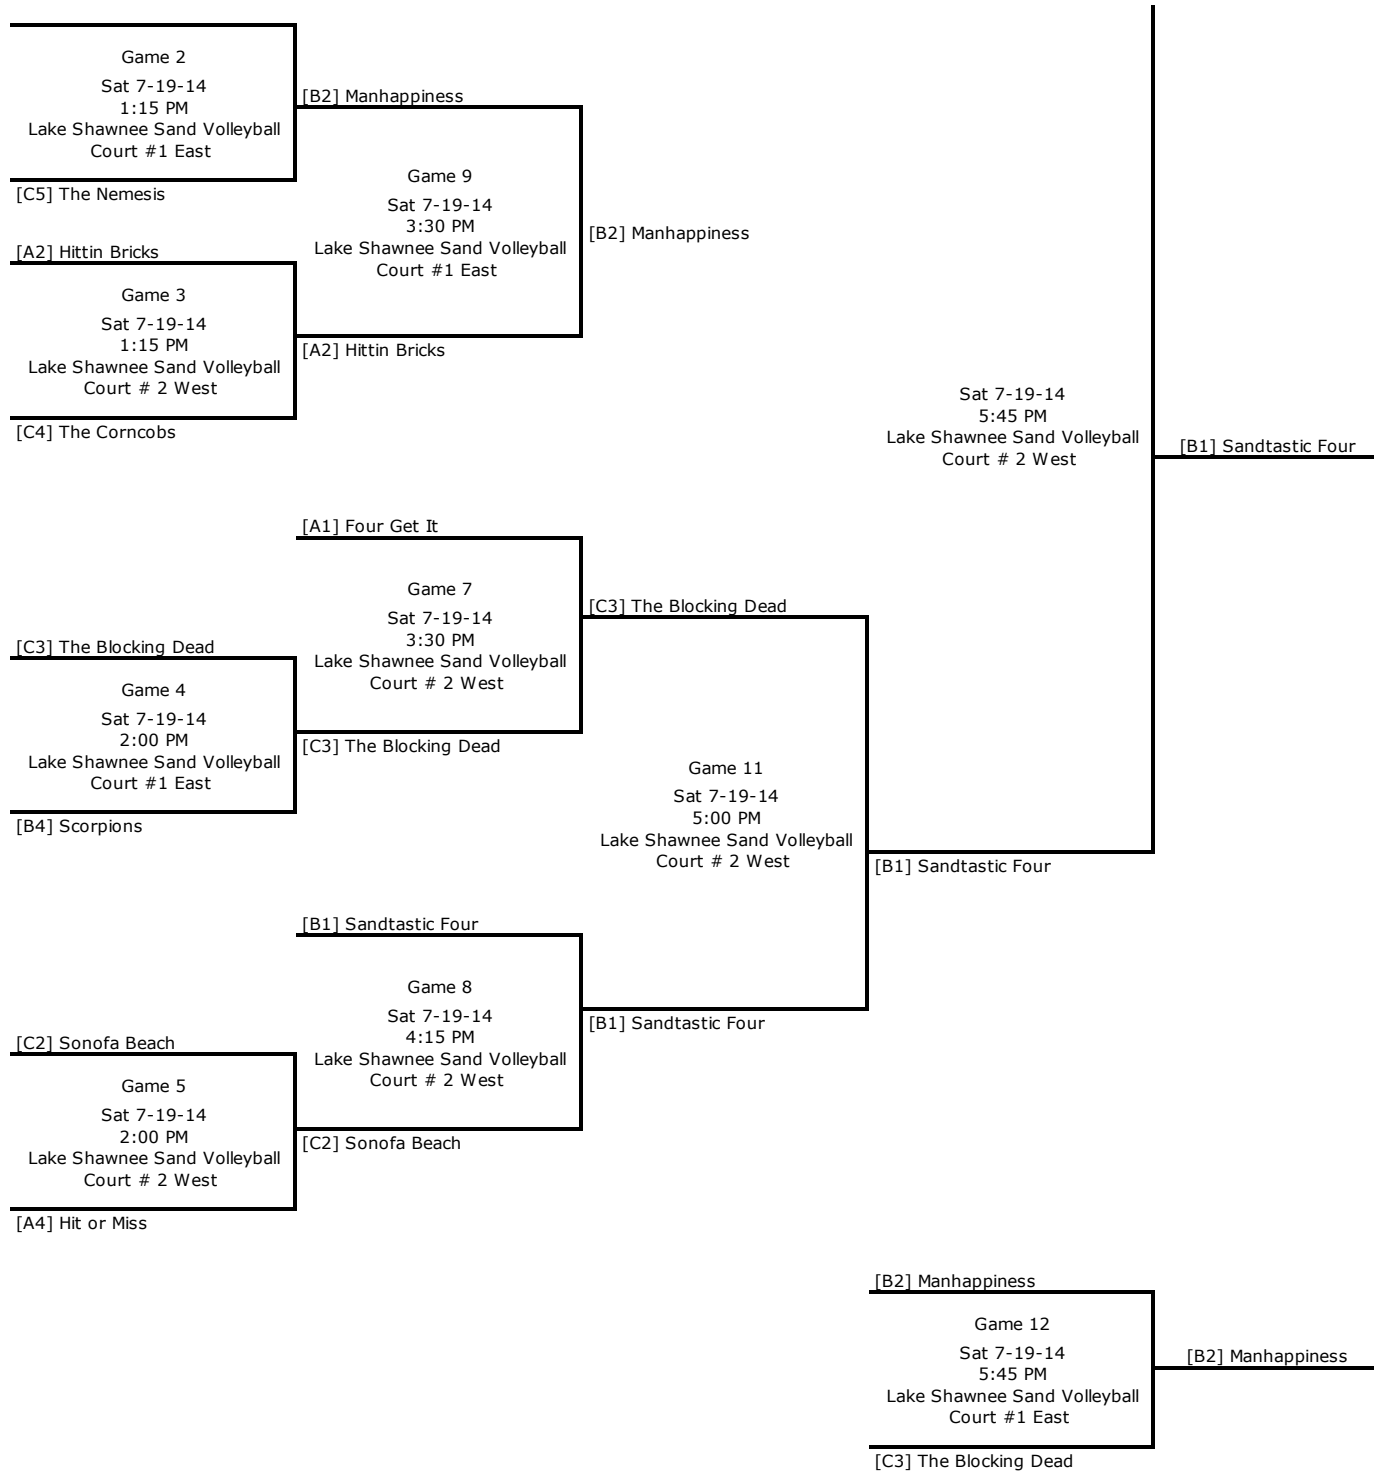 Game 2
Sat 7-19-14
1:15 PM
Lake Shawnee Sand Volleyball
Court #1 East
[C5] The Nemesis
[B2] Manhappiness
Game 9
Sat 7-19-14
3:30 PM
Lake Shawnee Sand Volleyball
Court #1 East
[B2] Manhappiness
[A2] Hittin Bricks
Game 3
Sat 7-19-14
1:15 PM
Lake Shawnee Sand Volleyball
Court # 2 West
[C4] The Corncobs
[A2] Hittin Bricks
Sat 7-19-14
5:45 PM
Lake Shawnee Sand Volleyball
Court # 2 West
[B1] Sandtastic Four
[A1] Four Get It
Game 7
Sat 7-19-14
3:30 PM
Lake Shawnee Sand Volleyball
Court # 2 West
[C3] The Blocking Dead
[C3] The Blocking Dead
Game 4
Sat 7-19-14
2:00 PM
Lake Shawnee Sand Volleyball
Court #1 East
[B4] Scorpions
[C3] The Blocking Dead
Game 11
Sat 7-19-14
5:00 PM
Lake Shawnee Sand Volleyball
Court # 2 West
[B1] Sandtastic Four
[B1] Sandtastic Four
Game 8
Sat 7-19-14
4:15 PM
Lake Shawnee Sand Volleyball
Court # 2 West
[B1] Sandtastic Four
[C2] Sonofa Beach
Game 5
Sat 7-19-14
2:00 PM
Lake Shawnee Sand Volleyball
Court # 2 West
[A4] Hit or Miss
[C2] Sonofa Beach
[B2] Manhappiness
Game 12
Sat 7-19-14
5:45 PM
Lake Shawnee Sand Volleyball
Court #1 East
[C3] The Blocking Dead
[B2] Manhappiness